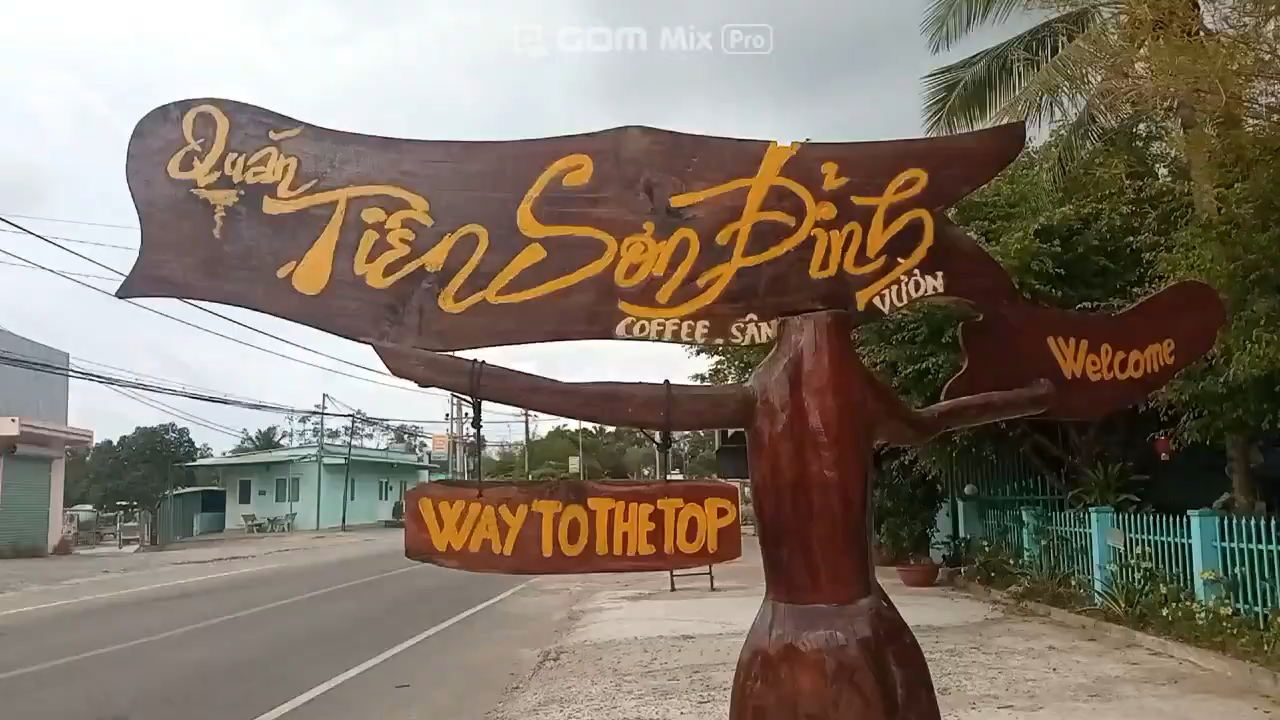 GOM Mix Pro
Quán
Tiên Sơn Đỉnh
COFFEE . SÂN VƯỜN
Welcome
WAY TO THE TOP